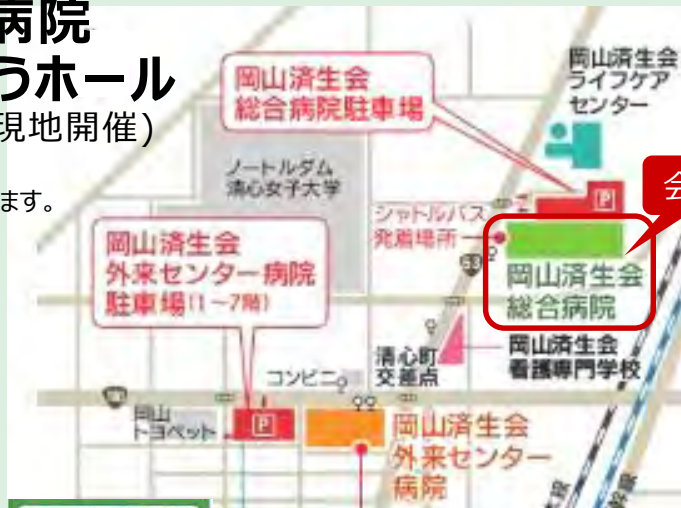 病院
うホール
現地開催)
ます。
岡山済生会
総合病院駐車場
岡山済生会
ライフケア
センター
ノートルダム
清心女子大学
P
会
シャトルバス
発着場所
岡山済生会
外来センター病院
駐車場(1~7階)
53
岡山済生会
総合病院
清心町
交差点
岡山済生会
看護専門学校
コンビニ
岡山
トヨペット
P
岡山済生会
外来センター
病院